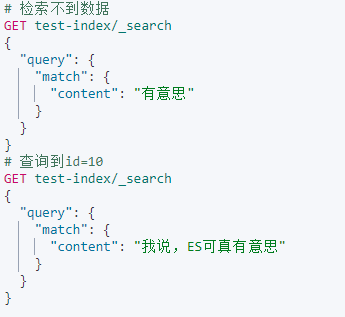 # 检索不到数据
GET test-index/_search
{
  "query": {
    "match": {
      "content": "有意思"
    }
  }
}
# 查询到id=10
GET test-index/_search
{
  "query": {
    "match": {
      "content": "我说，ES可真有意思"
    }
  }
}